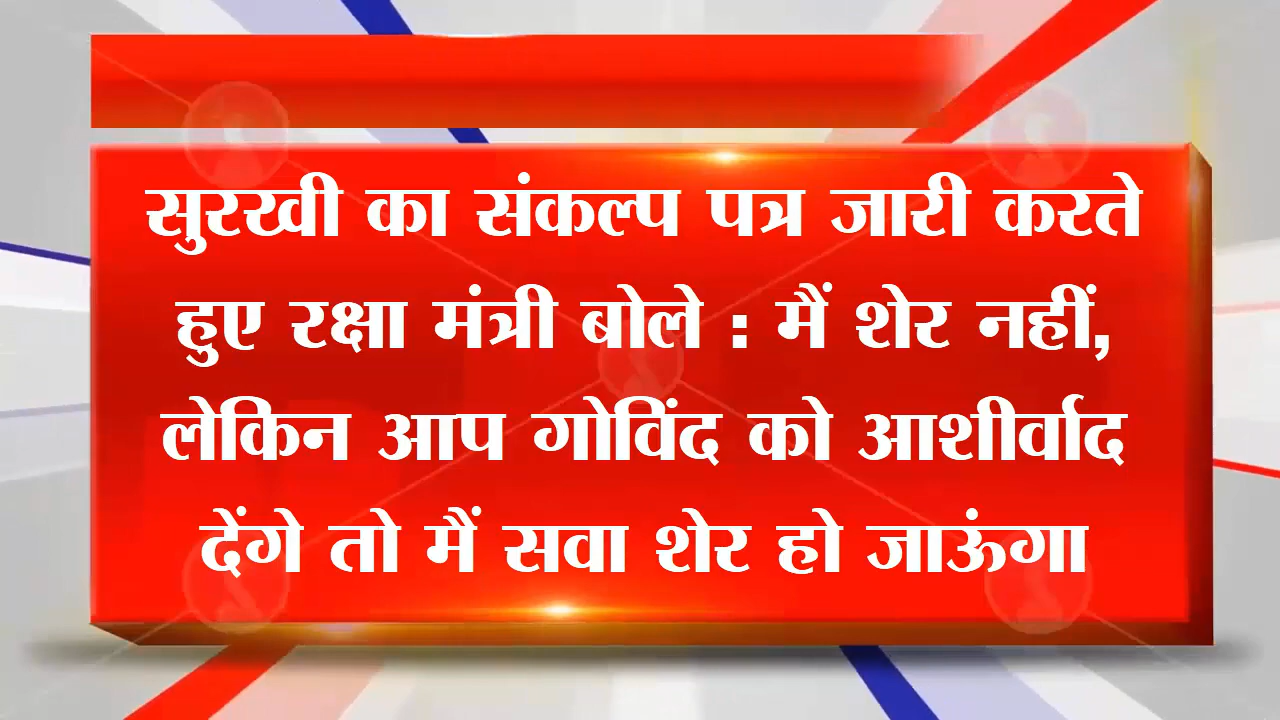 सुरखी का संकल्प पत्र जारी करते
हुए रक्षा मंत्री बोले : मैं शेर नहीं,
लेकिन आप गोविंद को आशीर्वाद
देंगे तो मैं सवा शेर हो जाऊंगा